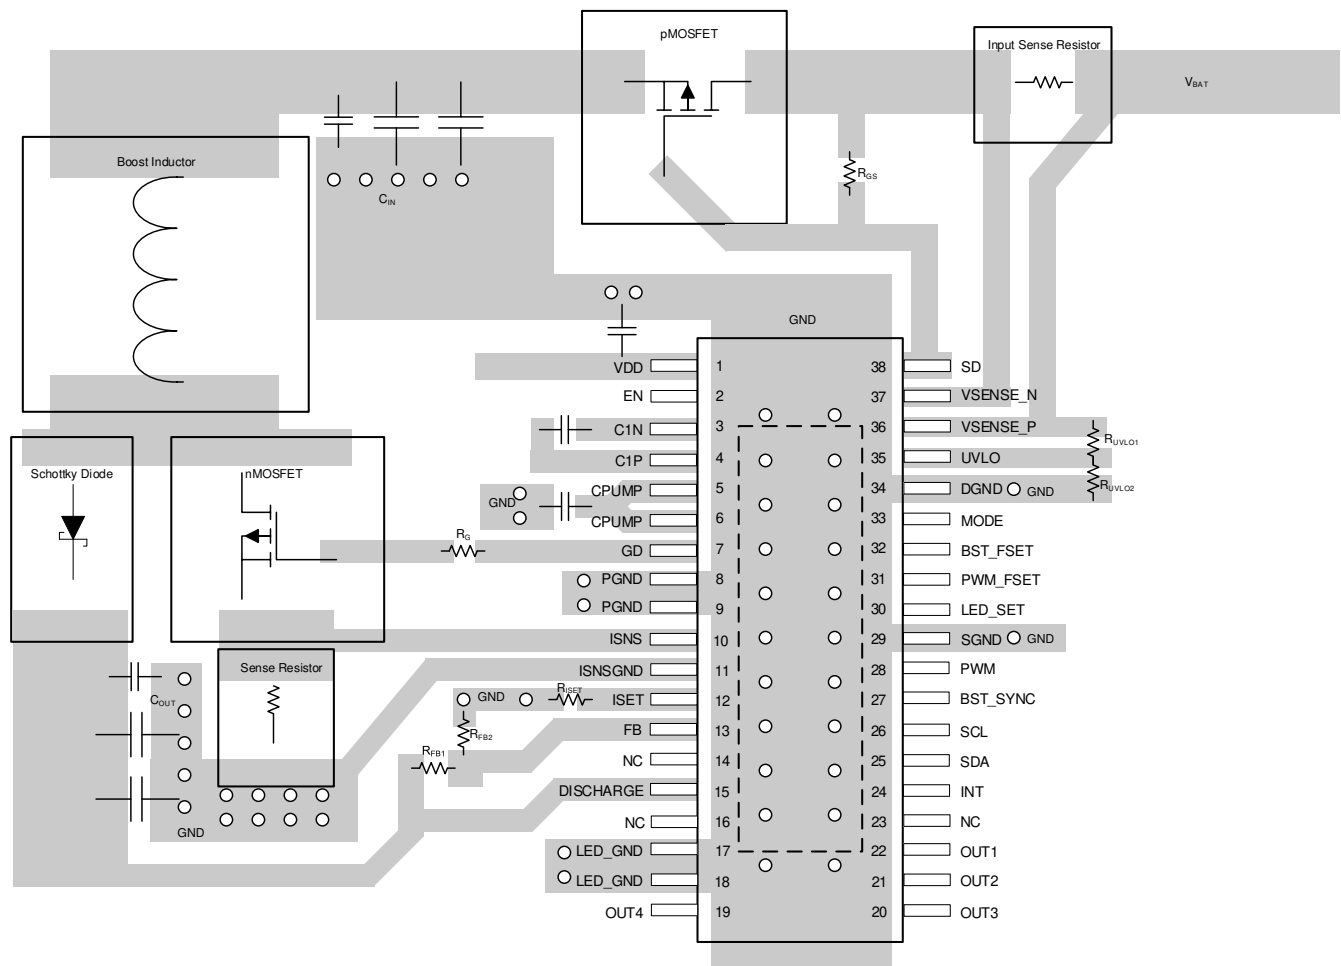 pMOSFET
Input Sense Resistor
VBAT
Boost Inductor
RGS
CIN
GND
VDD 1 38 SD
EN 2 37 VSENSE_N
C1N 3 36 VSENSE_P
RUVLO1
C1P 4 35 UVLO
Schottky Diode
nMOSFET
CPUMP 5 34 DGND GND
RUVLO2
GND
CPUMP 6 33 MODE
RG
GD 7 32 BST_FSET
PGND 8 31 PWM_FSET
PGND 9 30 LED_SET
ISNS 10 29 SGND GND
Sense Resistor
ISNSGND 11 28 PWM
COUT
GND
RISET
ISET 12 27 BST_SYNC
RFB2
FB 13 26 SCL
RFB1
NC 14 25 SDA
DISCHARGE 15 24 INT
GND
NC 16 23 NC
LED_GND 17 22 OUT1
LED_GND 18 21 OUT2
OUT4 19 20 OUT3